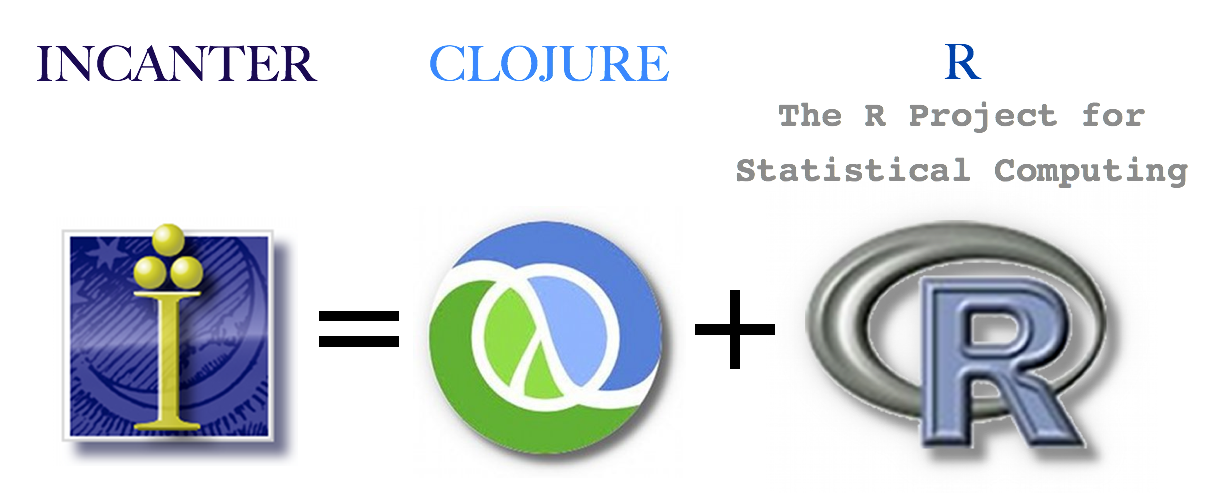 INCANTER
CLOJURE
R
The R Project for
Statistical Computing
i
=
λ
+
R